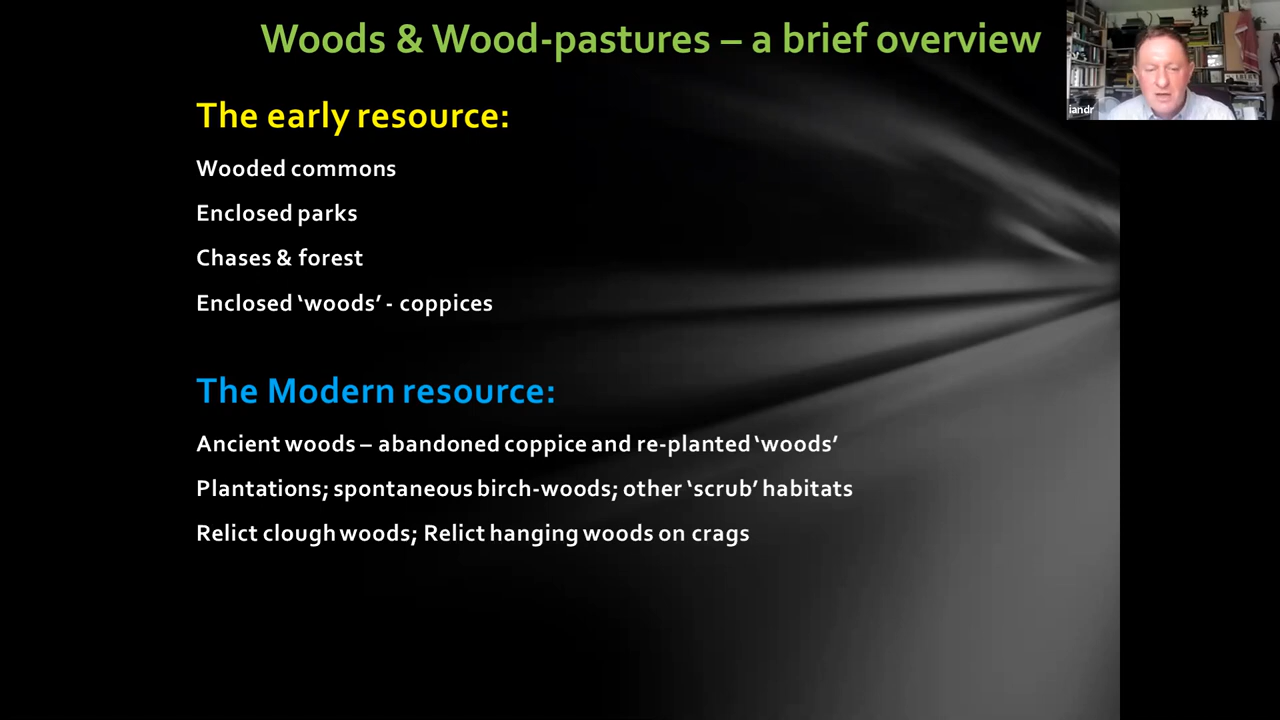 Woods & Wood-pastures – a brief overview
iandr
The early resource:
Wooded commons
Enclosed parks
Chases & forest
Enclosed ‘woods’ - coppices
The Modern resource:
Ancient woods – abandoned coppice and re-planted ‘woods’
Plantations; spontaneous birch-woods; other ‘scrub’ habitats
Relict clough woods; Relict hanging woods on crags